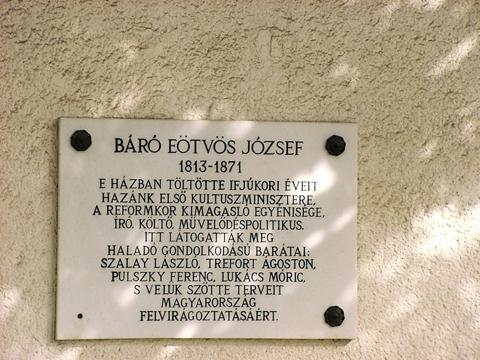 BÁRÓ EÖTVÖS JÓZSEF
1813-1871
E HÁZBAN TÖLTÖTTE IFJÚKORI ÉVEIT
HAZÁNK ELSŐ KULTUSZMINISZTERE,
A REFORMKOR KIMAGASLÓ EGYÉNISÉGE,
ÍRÓ, KÖLTŐ, MŰVELŐDÉSPOLITIKUS.
ITT LÁTOGATTÁK MEG
HALADÓ GONDOLKODÁSÚ BARÁTAI:
SZALAY LÁSZLÓ, TREFORT ÁGOSTON,
PULSZKY FERENC, LUKÁCS MÓRIC,
S VELÜK SZŐTTE TERVEIT
MAGYARORSZÁG
FELVIRÁGOZTATÁSÁÉRT.